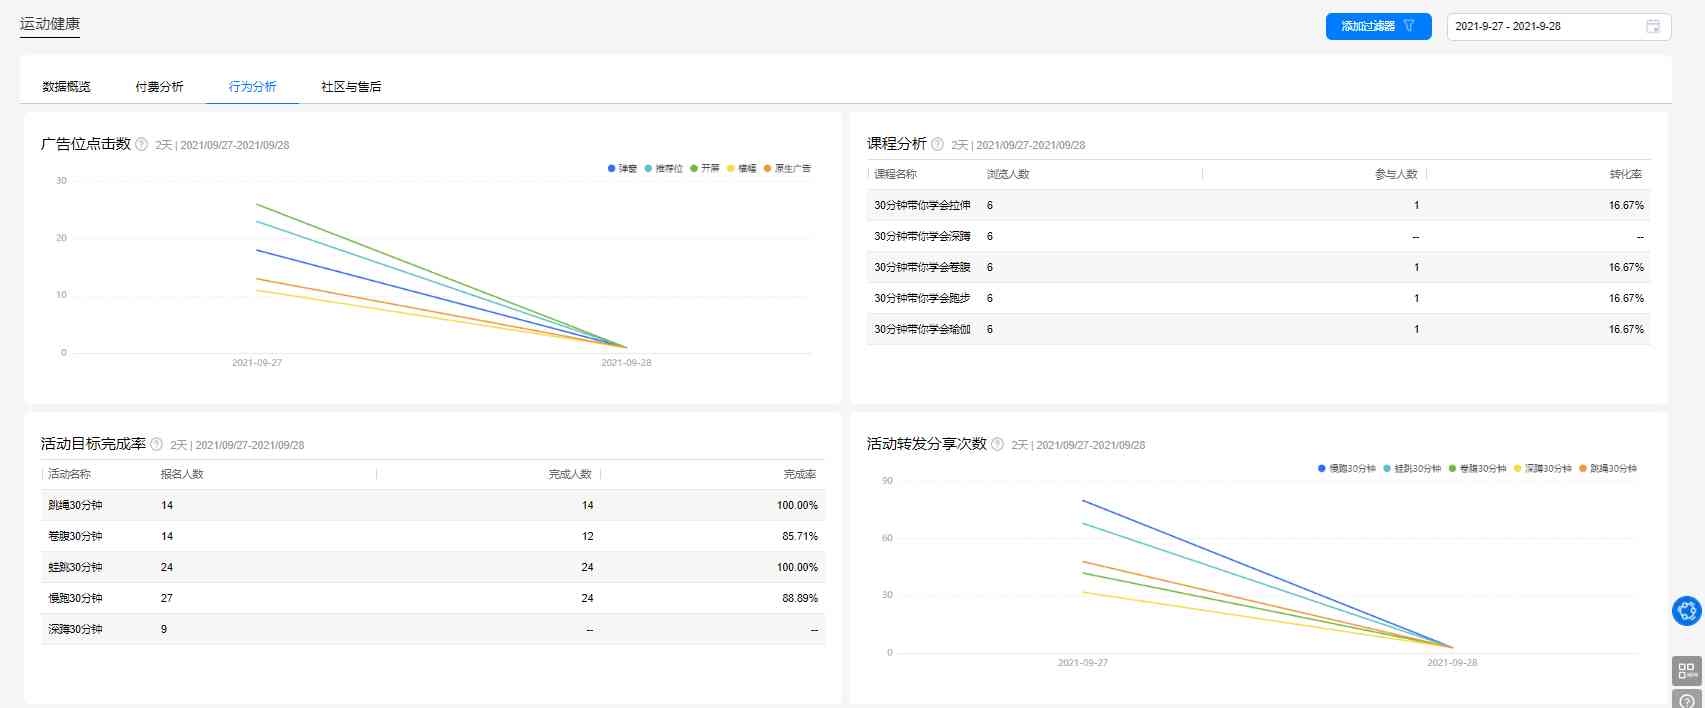 运动健康
添加过滤器
2021-9-27 - 2021-9-28
数据概览 付费分析 行为分析 社区与售后
广告位点击数 2天 | 2021/09/27-2021/09/28
弹窗 推荐位 开屏 横幅 原生广告
30
20
10
0
2021-09-27 2021-09-28
课程分析 2天 | 2021/09/27-2021/09/28
课程名称 浏览人数 参与人数 转化率
30分钟带你学会拉伸 6 1 16.67%
30分钟带你学会深蹲 6 -- --
30分钟带你学会卷腹 6 1 16.67%
30分钟带你学会跑步 6 1 16.67%
30分钟带你学会瑜伽 6 1 16.67%
活动目标完成率 2天 | 2021/09/27-2021/09/28
活动名称 报名人数 完成人数 完成率
跳绳30分钟 14 14 100.00%
卷腹30分钟 14 12 85.71%
蛙跳30分钟 24 24 100.00%
慢跑30分钟 27 24 88.89%
深蹲30分钟 9 -- --
活动转发分享次数 2天 | 2021/09/27-2021/09/28
慢跑30分钟 蛙跳30分钟 卷腹30分钟 深蹲30分钟 跳绳30分钟
90
60
30
0
2021-09-27 2021-09-28